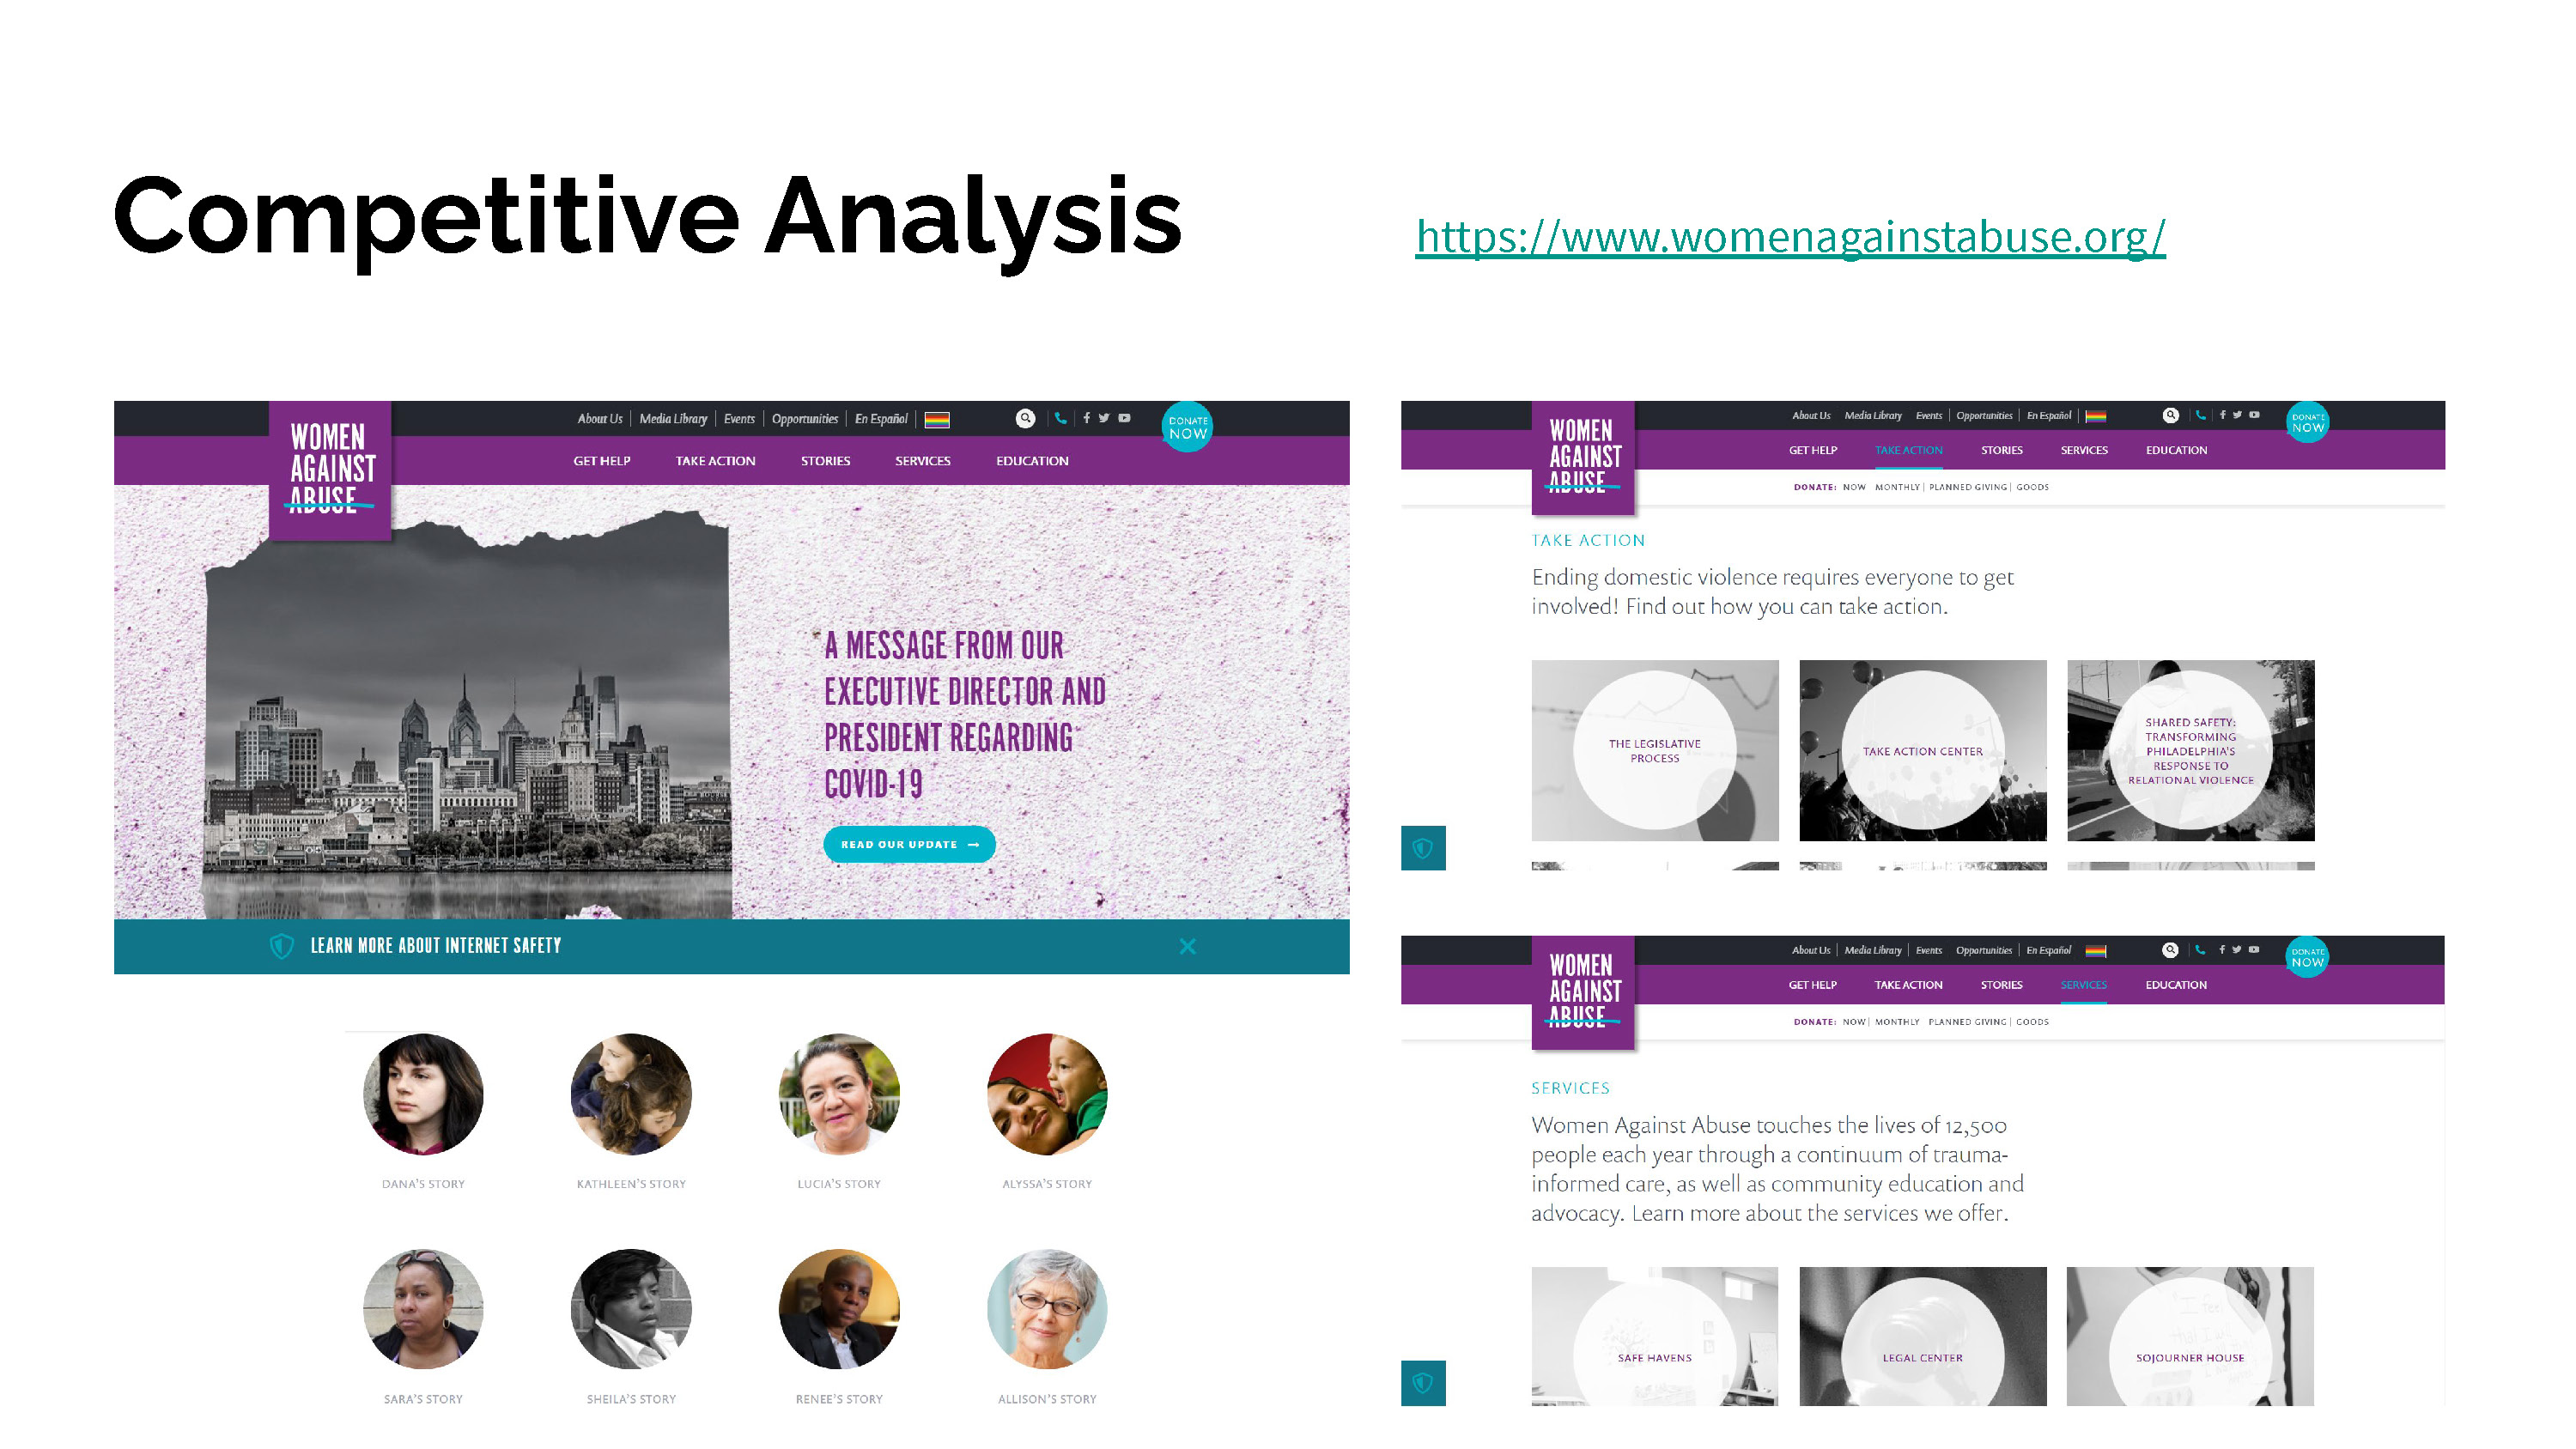 Competitive Analysis
https://www.womenagainstabuse.org/
WOMEN
AGAINST
ABUSE
About Us Media Library Events Opportunities En Español
DONATE
NOW
GET HELP TAKE ACTION STORIES SERVICES EDUCATION
A MESSAGE FROM OUR
EXECUTIVE DIRECTOR AND
PRESIDENT REGARDING
COVID-19
READ OUR UPDATE →
LEARN MORE ABOUT INTERNET SAFETY
DANA'S STORY KATHLEEN'S STORY LUCIA'S STORY ALYSSA'S STORY
SARA'S STORY SHEILA'S STORY RENEE'S STORY ALLISON'S STORY
WOMEN
AGAINST
ABUSE
About Us Media Library Events Opportunities En Español
DONATE
NOW
GET HELP TAKE ACTION STORIES SERVICES EDUCATION
DONATE: NOW MONTHLY | PLANNED GIVING | GOODS
TAKE ACTION
Ending domestic violence requires everyone to get
involved! Find out how you can take action.
THE LEGISLATIVE
PROCESS
TAKE ACTION CENTER
SHARED SAFETY:
TRANSFORMING
PHILADELPHIA'S
RESPONSE TO
RELATIONAL VIOLENCE
WOMEN
AGAINST
ABUSE
About Us Media Library Events Opportunities En Español
DONATE
NOW
GET HELP TAKE ACTION STORIES SERVICES EDUCATION
DONATE: NOW | MONTHLY PLANNED GIVING | GOODS
SERVICES
Women Against Abuse touches the lives of 12,500
people each year through a continuum of trauma-
informed care, as well as community education and
advocacy. Learn more about the services we offer.
SAFE HAVENS
LEGAL CENTER
SOJOURNER HOUSE